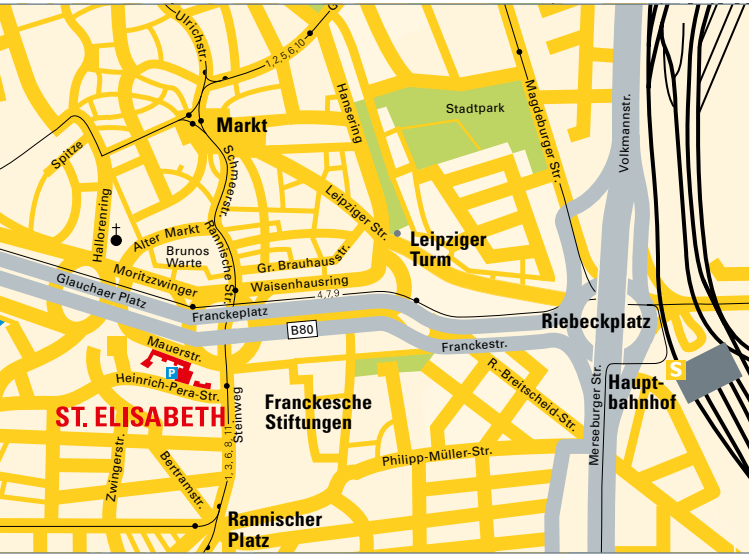 Ulrichstr.
1,2,5,6,10
Hansering
Stadtpark
Magdeburger Str.
Volkmannstr.
Markt
Spitze
Schmeerstr.
Leipziger Str.
Hallorenring
Alter Markt
Rannische Str.
Brunos
Warte
Leipziger
Turm
Gr. Brauhausstr.
Moritzzwinger
Waisenhausring
Glauchaer Platz
4,7,9
Franckeplatz
B80
Riebeckplatz
Mauerstr.
Franckestr.
P
Heinrich-Pera-Str.
R.-Breitscheid-Str.
S
Haupt-
bahnhof
ST. ELISABETH
Steinweg
Franckesche
Stiftungen
Merseburger Str.
Zwingerstr.
Bertramstr.
1, 3, 6, 8, 11
Philipp-Müller-Str.
Rannischer
Platz